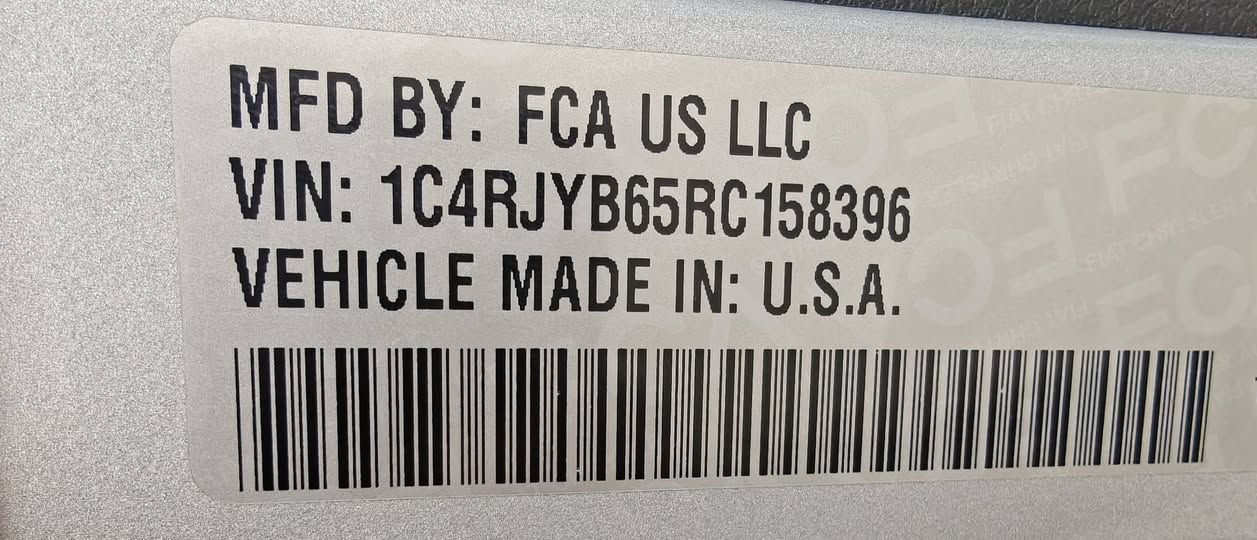 MFD BY: FCA US LLC
VIN: 1C4RJYB65RC158396
VEHICLE MADE IN: U.S.A.